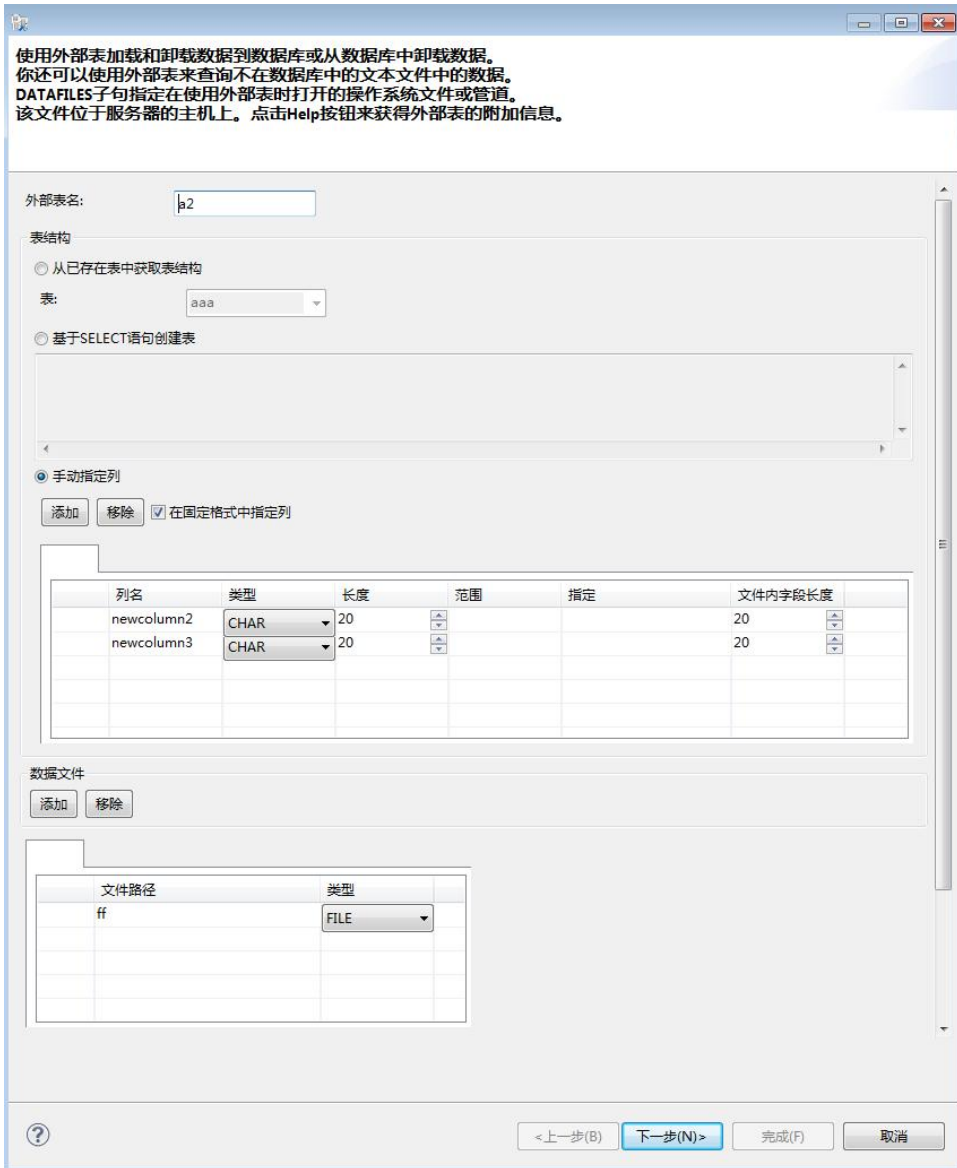 使用外部表加载和卸载数据到数据库或从数据库中卸载数据。
你还可以使用外部表来查询不在数据库中的文本文件中的数据。
DATAFILES子句指定在使用外部表时打开的操作系统文件或管道。
该文件位于服务器的主机上。点击Help按钮来获得外部表的附加信息。
外部表名: a2
表结构
从已存在表中获取表结构
表: aaa
基于SELECT语句创建表
手动指定列
添加 移除 在固定格式中指定列
列名 类型 长度 范围 指定 文件内字段长度
newcolumn2 CHAR 20 20
newcolumn3 CHAR 20 20
数据文件
添加 移除
文件路径 类型
ff FILE
<上一步(B) 下一步(N)> 完成(F) 取消